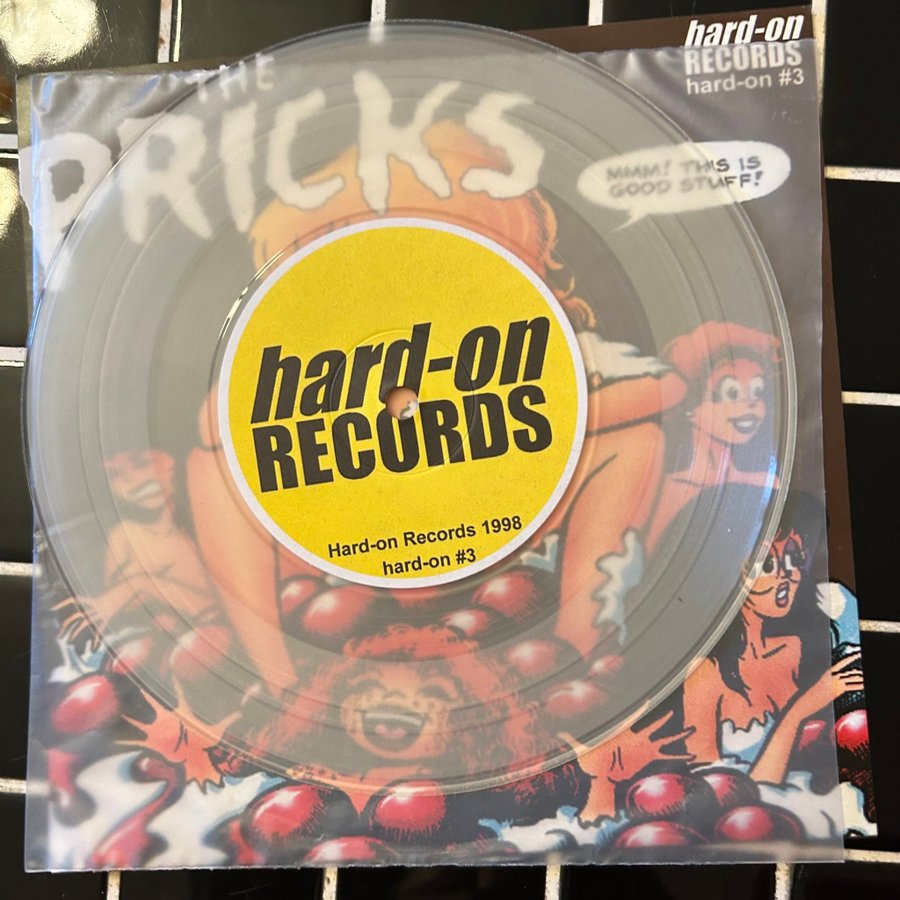 hard-on
RECORDS
hard-on #3
THE
PRICKS
MMM! THIS IS
GOOD STUFF!
hard-on
RECORDS
Hard-on Records 1998
hard-on #3